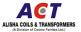 ACT
ALISHA COILS & TRANSFORMERS
(A Division of Cosmo Ferrites Ltd.)